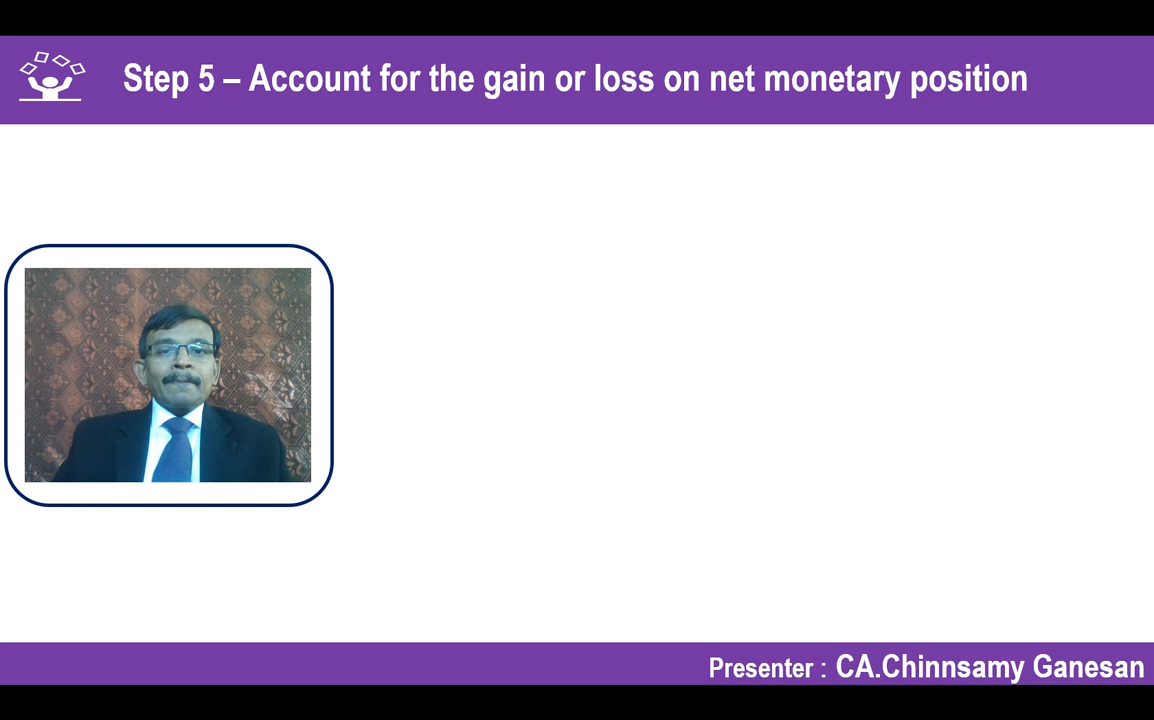 Step 5 – Account for the gain or loss on net monetary position
Presenter : CA.Chinnsamy Ganesan